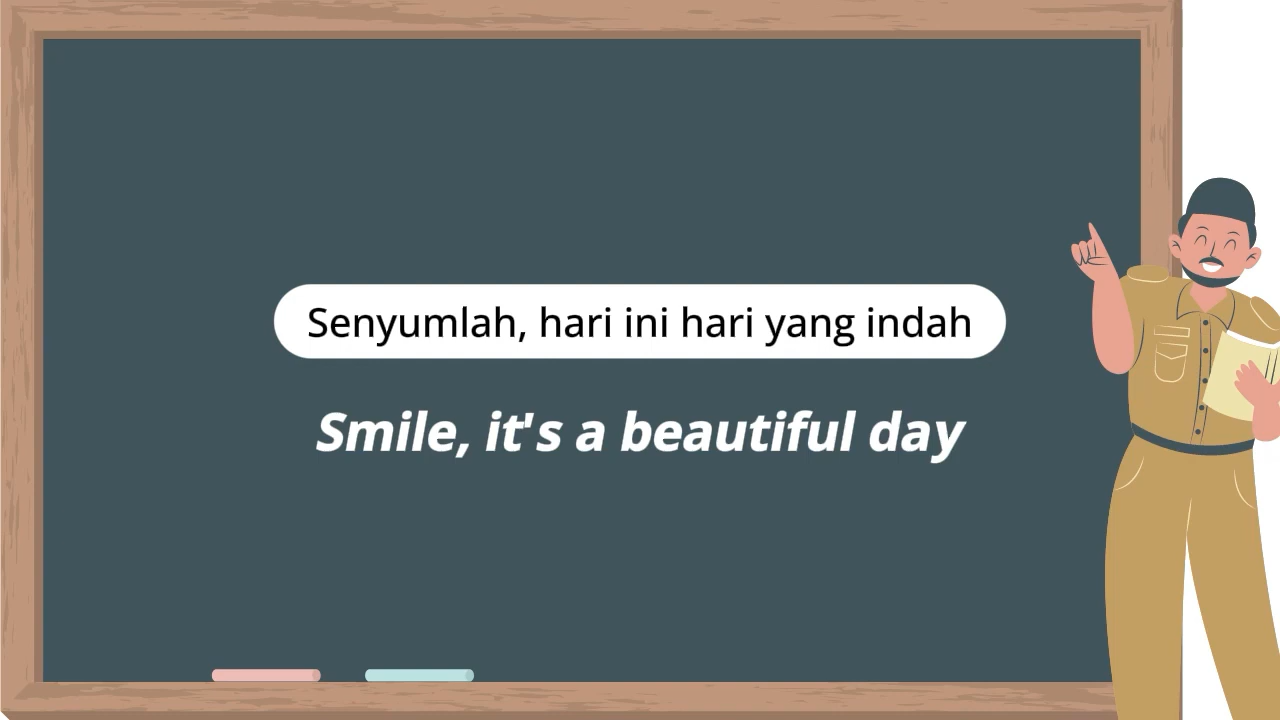 Senyumlah, hari ini hari yang indah
Smile, it's a beautiful day